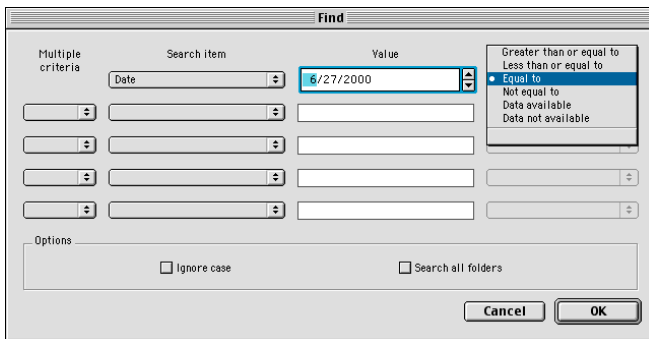 Find
Multiple criteria
Search item
Value
Date
6/27/2000
Greater than or equal to
Less than or equal to
Equal to
Not equal to
Data available
Data not available
Options
Ignore case
Search all folders
Cancel
OK